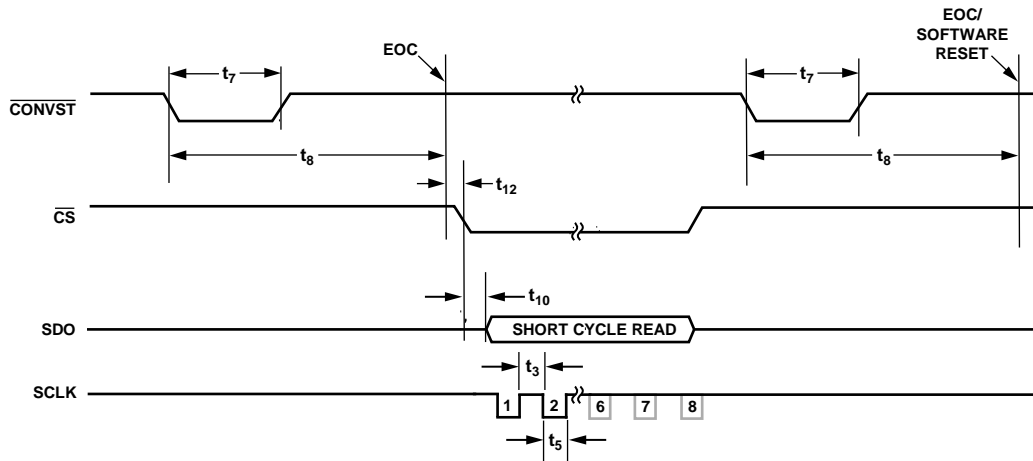 EOC
EOC/
SOFTWARE
RESET
t7
t7
CONVST
t8
t8
t12
CS
t10
SDO
SHORT CYCLE READ
t3
SCLK
1
2
6
7
8
t5